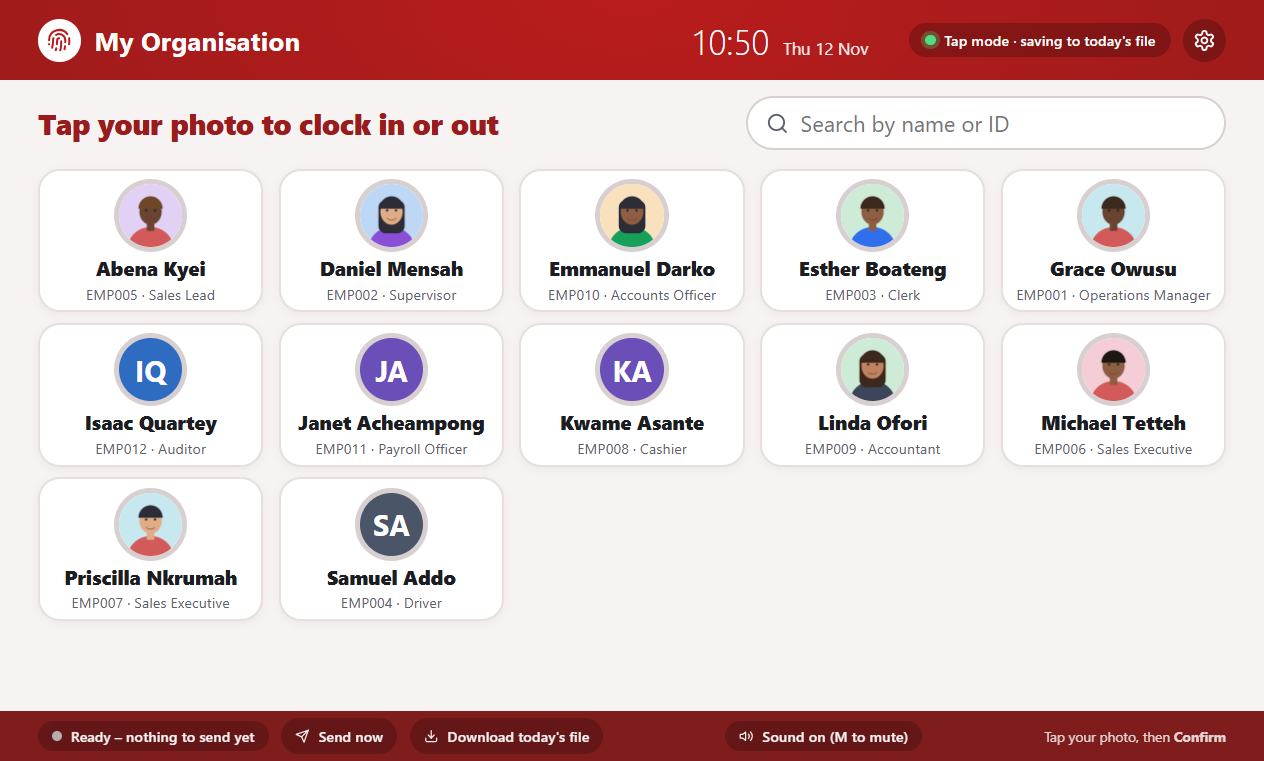 My Organisation
10:50 Thu 12 Nov
Tap mode · saving to today's file
Tap your photo to clock in or out
Search by name or ID
Abena Kyei
EMP005 · Sales Lead
Daniel Mensah
EMP002 · Supervisor
Emmanuel Darko
EMP010 · Accounts Officer
Esther Boateng
EMP003 · Clerk
Grace Owusu
EMP001 · Operations Manager
IQ
Isaac Quartey
EMP012 · Auditor
JA
Janet Acheampong
EMP011 · Payroll Officer
KA
Kwame Asante
EMP008 · Cashier
Linda Ofori
EMP009 · Accountant
Michael Tetteh
EMP006 · Sales Executive
Priscilla Nkrumah
EMP007 · Sales Executive
SA
Samuel Addo
EMP004 · Driver
Ready – nothing to send yet
Send now
Download today's file
Sound on (M to mute)
Tap your photo, then Confirm